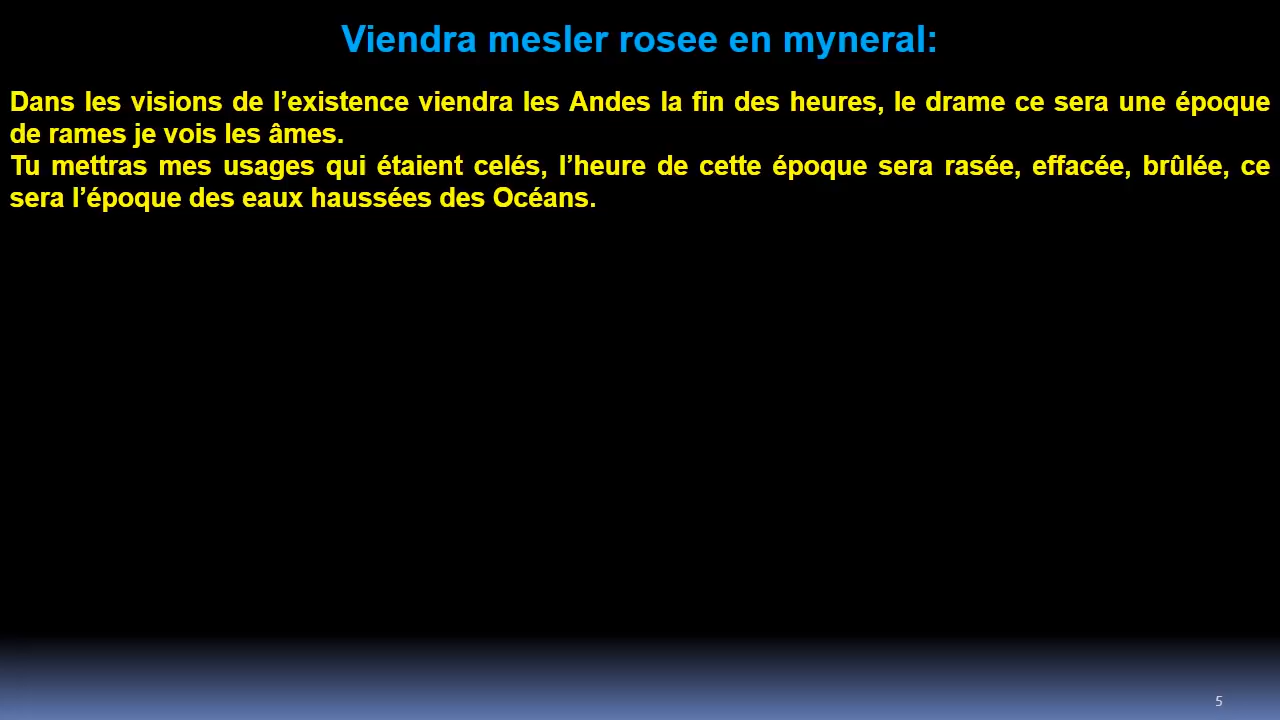 Viendra mesler rosee en myneral:
Dans les visions de l’existence viendra les Andes la fin des heures, le drame ce sera une époque
de rames je vois les âmes.
Tu mettras mes usages qui étaient celés, l’heure de cette époque sera rasée, effacée, brûlée, ce
sera l’époque des eaux haussées des Océans.
5